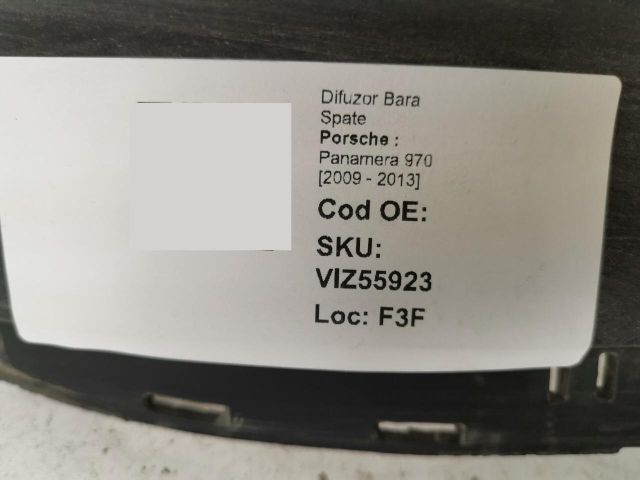 Difuzor Bara
Spate
Porsche :
Panamera 970
[2009 - 2013]
Cod OE:
SKU:
VIZ55923
Loc: F3F